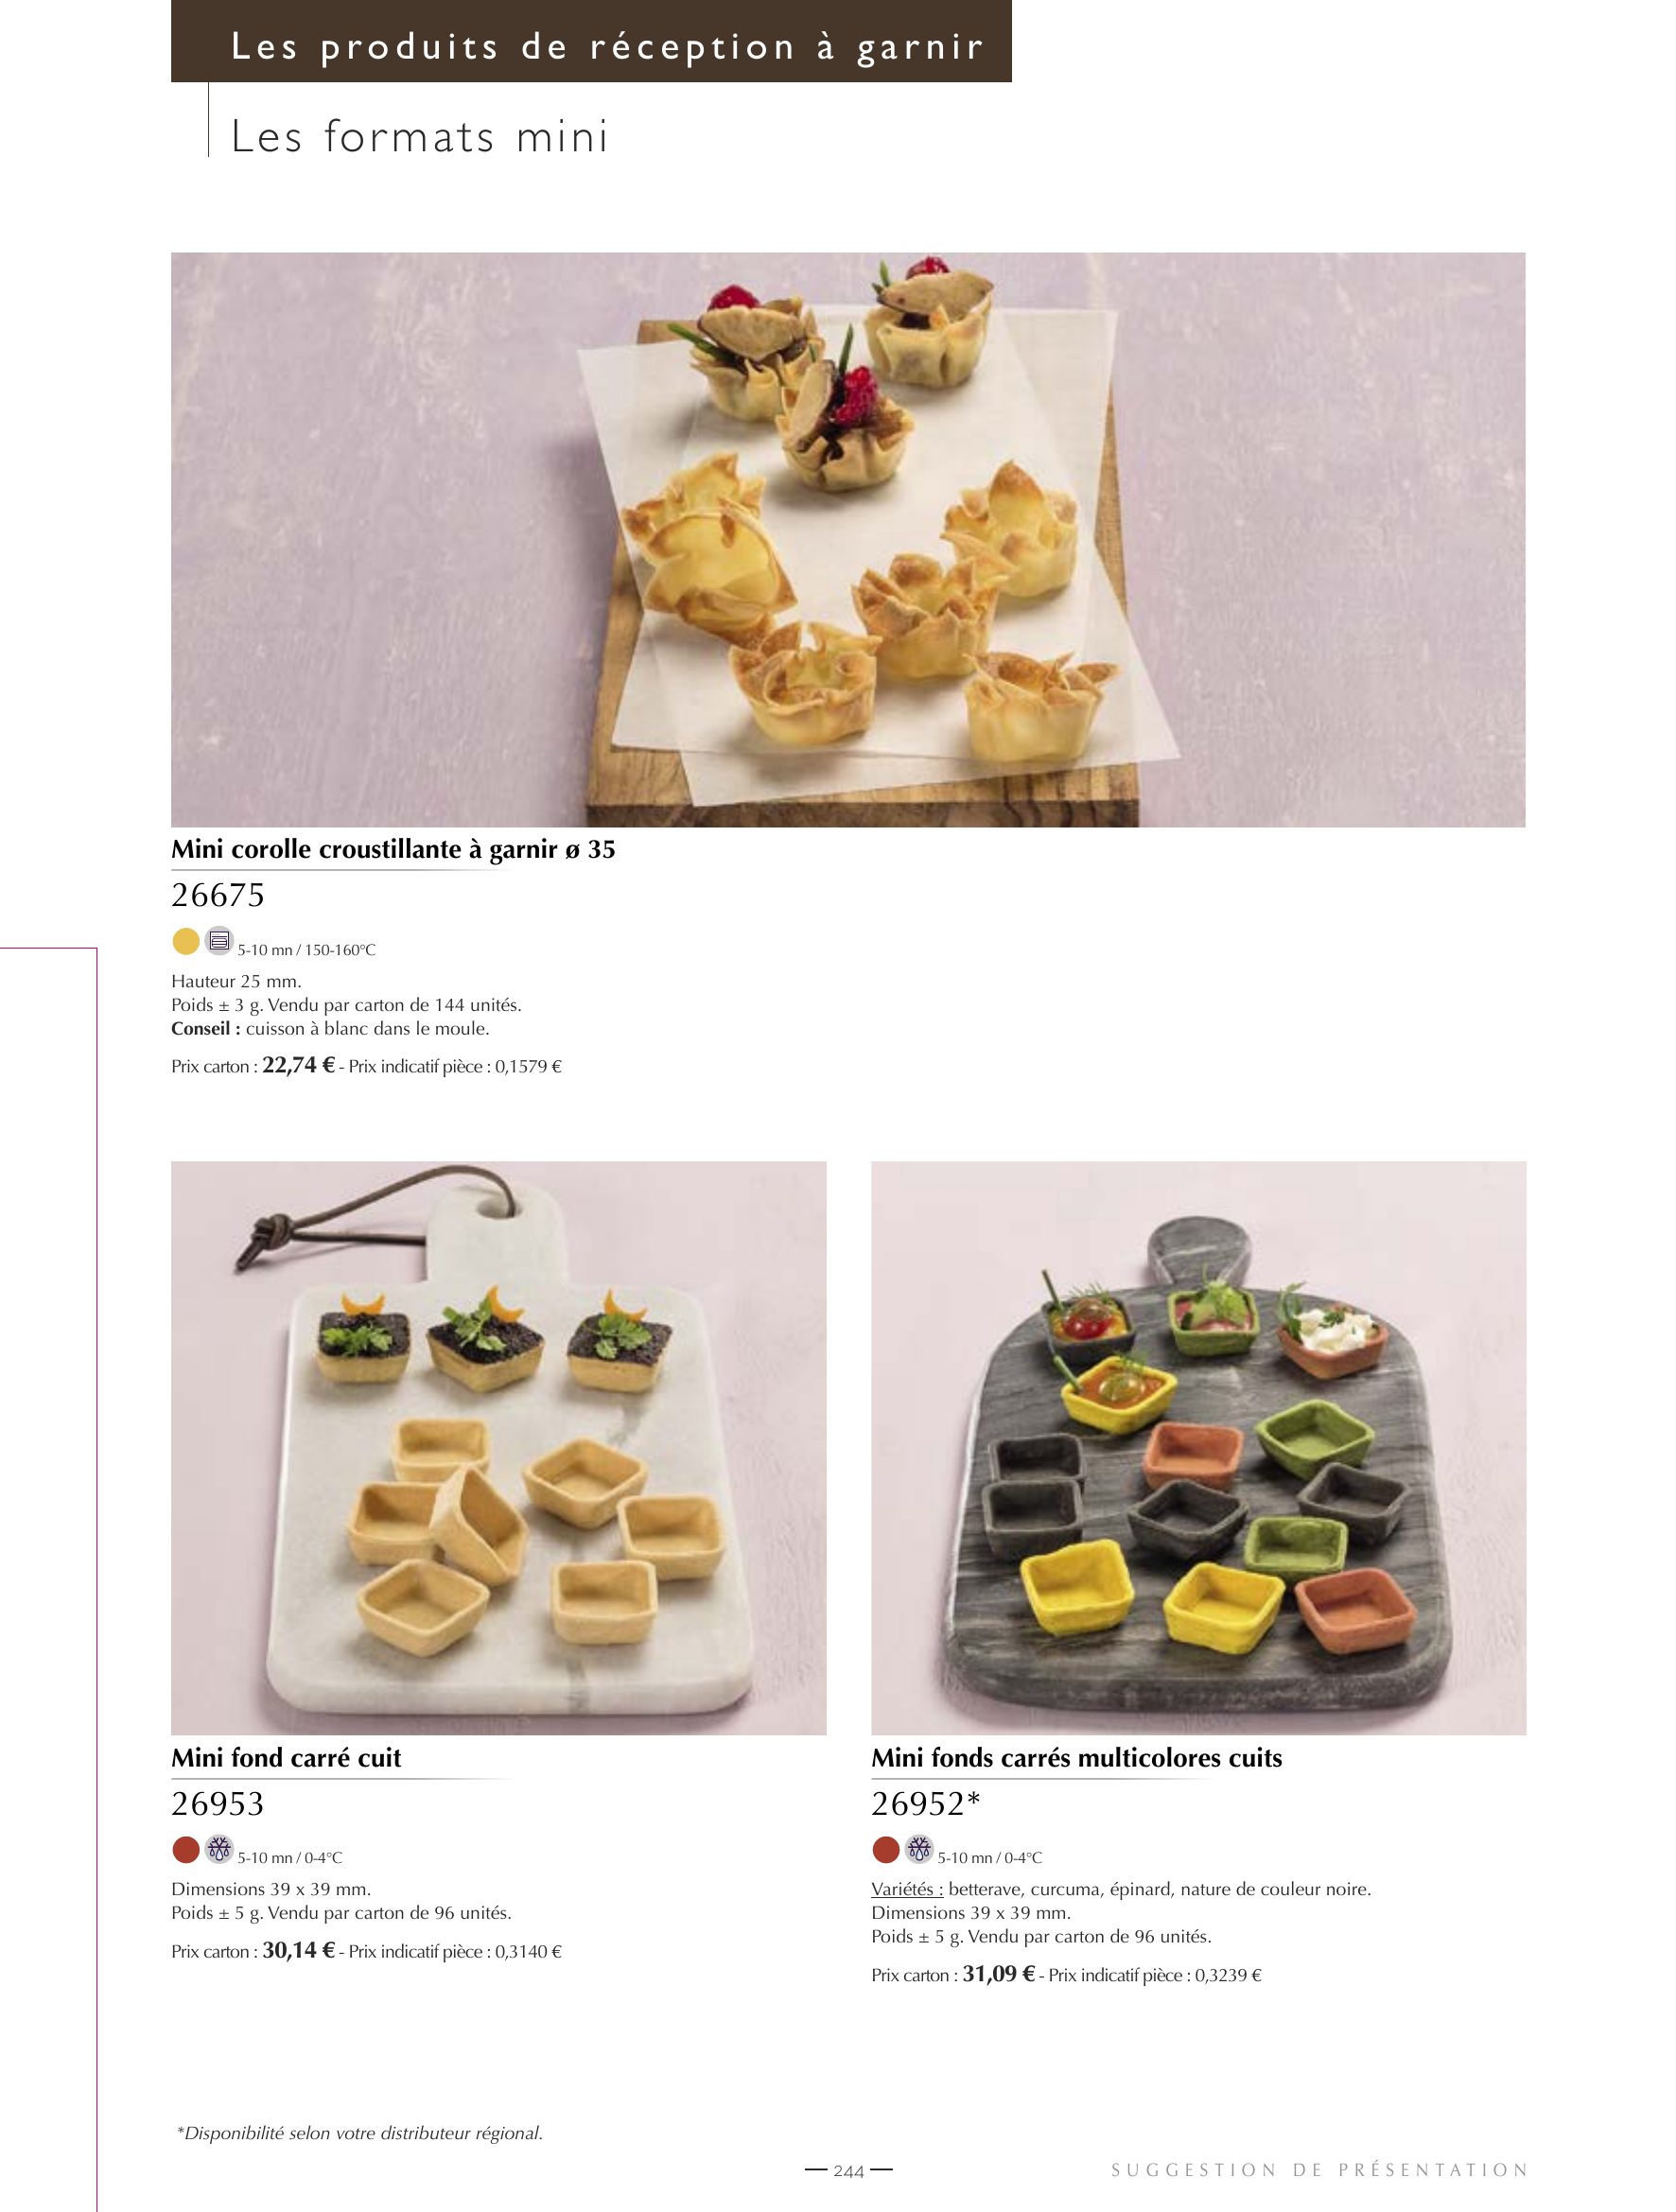 Les produits de réception à garnir
Les formats mini
Mini corolle croustillante à garnir ø 35
26675
5-10 mn / 150-160°C
Hauteur 25 mm.
Poids ± 3 g. Vendu par carton de 144 unités.
Conseil : cuisson à blanc dans le moule.
Prix carton : 22,74 € - Prix indicatif pièce : 0,1579 €
Mini fond carré cuit
26953
5-10 mn / 0-4°C
Dimensions 39 x 39 mm.
Poids ± 5 g. Vendu par carton de 96 unités.
Prix carton : 30,14 € - Prix indicatif pièce : 0,3140 €
Mini fonds carrés multicolores cuits
26952*
5-10 mn / 0-4°C
Variétés : betterave, curcuma, épinard, nature de couleur noire.
Dimensions 39 x 39 mm.
Poids ± 5 g. Vendu par carton de 96 unités.
Prix carton : 31,09 € - Prix indicatif pièce : 0,3239 €
*Disponibilité selon votre distributeur régional.
— 244 —
SUGGESTION DE PRÉSENTATION